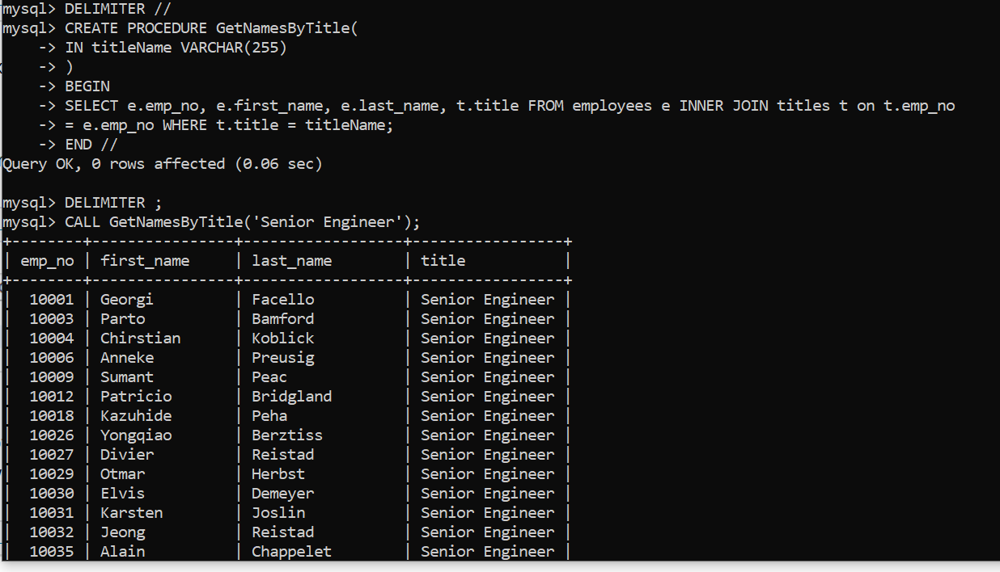 mysql> DELIMITER //
mysql> CREATE PROCEDURE GetNamesByTitle(
    -> IN titleName VARCHAR(255)
    -> )
    -> BEGIN
    -> SELECT e.emp_no, e.first_name, e.last_name, t.title FROM employees e INNER JOIN titles t on t.emp_no
    -> = e.emp_no WHERE t.title = titleName;
    -> END //
Query OK, 0 rows affected (0.06 sec)

mysql> DELIMITER ;
mysql> CALL GetNamesByTitle('Senior Engineer');
+--------+----------------+------------------+-----------------+
| emp_no | first_name     | last_name        | title           |
+--------+----------------+------------------+-----------------+
|  10001 | Georgi         | Facello          | Senior Engineer |
|  10003 | Parto          | Bamford          | Senior Engineer |
|  10004 | Chirstian      | Koblick          | Senior Engineer |
|  10006 | Anneke         | Preusig          | Senior Engineer |
|  10009 | Sumant         | Peac             | Senior Engineer |
|  10012 | Patricio       | Bridgland        | Senior Engineer |
|  10018 | Kazuhide       | Peha             | Senior Engineer |
|  10026 | Yongqiao       | Berztiss         | Senior Engineer |
|  10027 | Divier         | Reistad          | Senior Engineer |
|  10029 | Otmar          | Herbst           | Senior Engineer |
|  10030 | Elvis          | Demeyer          | Senior Engineer |
|  10031 | Karsten        | Joslin           | Senior Engineer |
|  10032 | Jeong          | Reistad          | Senior Engineer |
|  10035 | Alain          | Chappelet        | Senior Engineer |